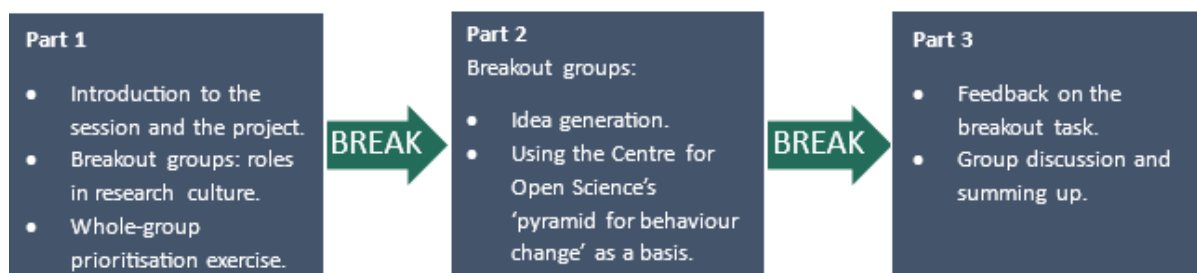 Part 1
• Introduction to the
session and the project.
• Breakout groups: roles
in research culture.
• Whole-group
prioritisation exercise.
BREAK
Part 2
Breakout groups:
• Idea generation.
• Using the Centre for
Open Science’s
‘pyramid for behaviour
change’ as a basis.
BREAK
Part 3
• Feedback on the
breakout task.
• Group discussion and
summing up.